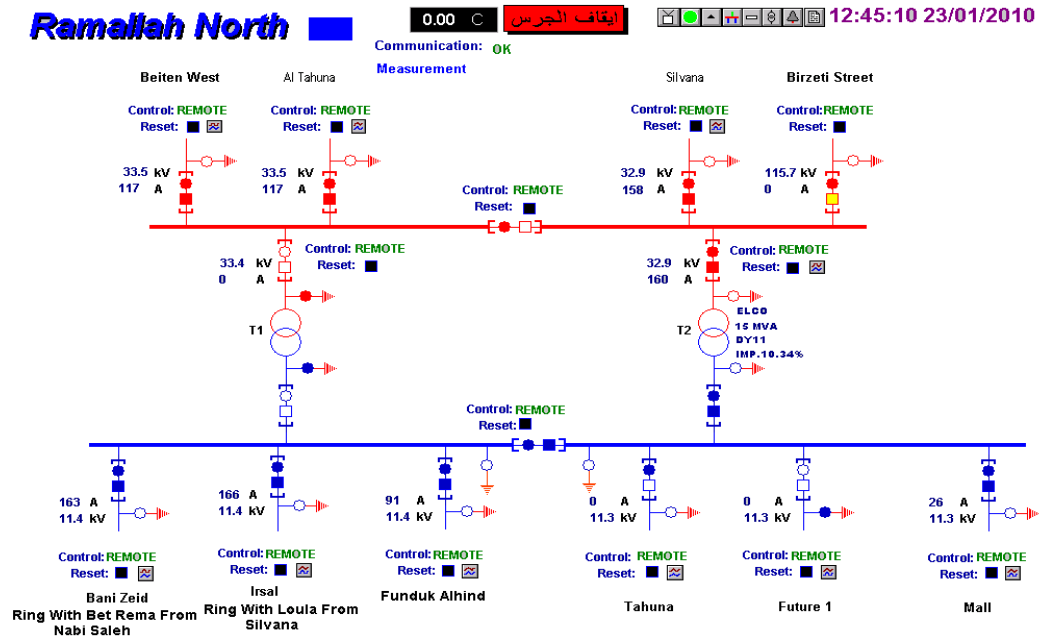 Ramallah North
0.00 C
ايقاف الجرس
12:45:10 23/01/2010
Communication: OK
Measurement
Beiten West
Al Tahuna
Silvana
Birzeti Street
Control: REMOTE
Reset:
Control: REMOTE
Reset:
Control: REMOTE
Reset:
Control: REMOTE
Reset:
33.5 kV
117 A
33.5 kV
117 A
32.9 kV
158 A
115.7 kV
0 A
Control: REMOTE
Reset:
33.4 kV
0 A
Control: REMOTE
Reset:
32.9 kV
160 A
Control: REMOTE
Reset:
T1
T2
ELCO
15 MVA
DY11
IMP.10.34%
Control: REMOTE
Reset:
163 A
11.4 kV
166 A
11.4 kV
91 A
11.4 kV
0 A
11.3 kV
0 A
11.3 kV
26 A
11.3 kV
Control: REMOTE
Reset:
Control: REMOTE
Reset:
Control: REMOTE
Reset:
Control: REMOTE
Reset:
Control: REMOTE
Reset:
Control: REMOTE
Reset:
Bani Zeid
Ring With Bet Rema From
Nabi Saleh
Irsal
Ring With Loula From
Silvana
Funduk Alhind
Tahuna
Future 1
Mall